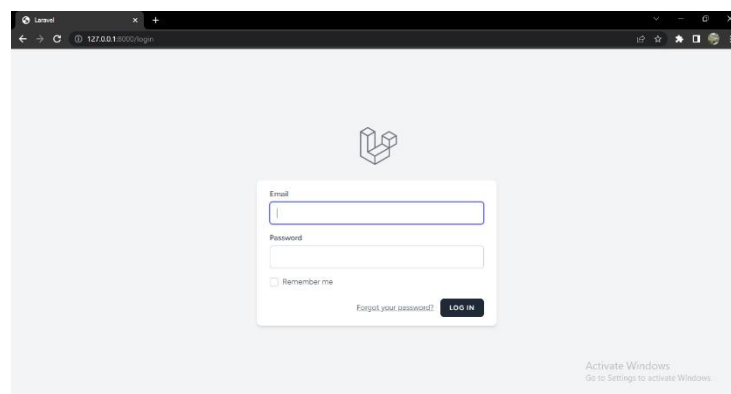 Laravel
127.0.0.1:8000/login
Email
Password
Remember me
Forgot your password? LOG IN
Activate Windows
Go to Settings to activate Windows.